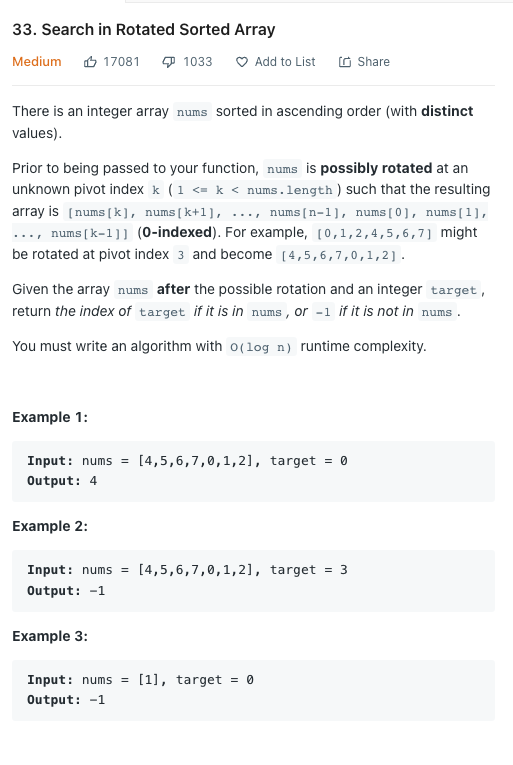 33. Search in Rotated Sorted Array
Medium 17081 1033 Add to List Share
There is an integer array nums sorted in ascending order (with distinct
values).
Prior to being passed to your function, nums is possibly rotated at an
unknown pivot index k ( 1 <= k < nums.length ) such that the resulting
array is [nums[k], nums[k+1], ..., nums[n-1], nums[0], nums[1],
..., nums[k-1]] (0-indexed). For example, [0,1,2,4,5,6,7] might
be rotated at pivot index 3 and become [4,5,6,7,0,1,2].
Given the array nums after the possible rotation and an integer target,
return the index of target if it is in nums, or -1 if it is not in nums.
You must write an algorithm with O(log n) runtime complexity.
Example 1:
Input: nums = [4,5,6,7,0,1,2], target = 0
Output: 4
Example 2:
Input: nums = [4,5,6,7,0,1,2], target = 3
Output: -1
Example 3:
Input: nums = [1], target = 0
Output: -1